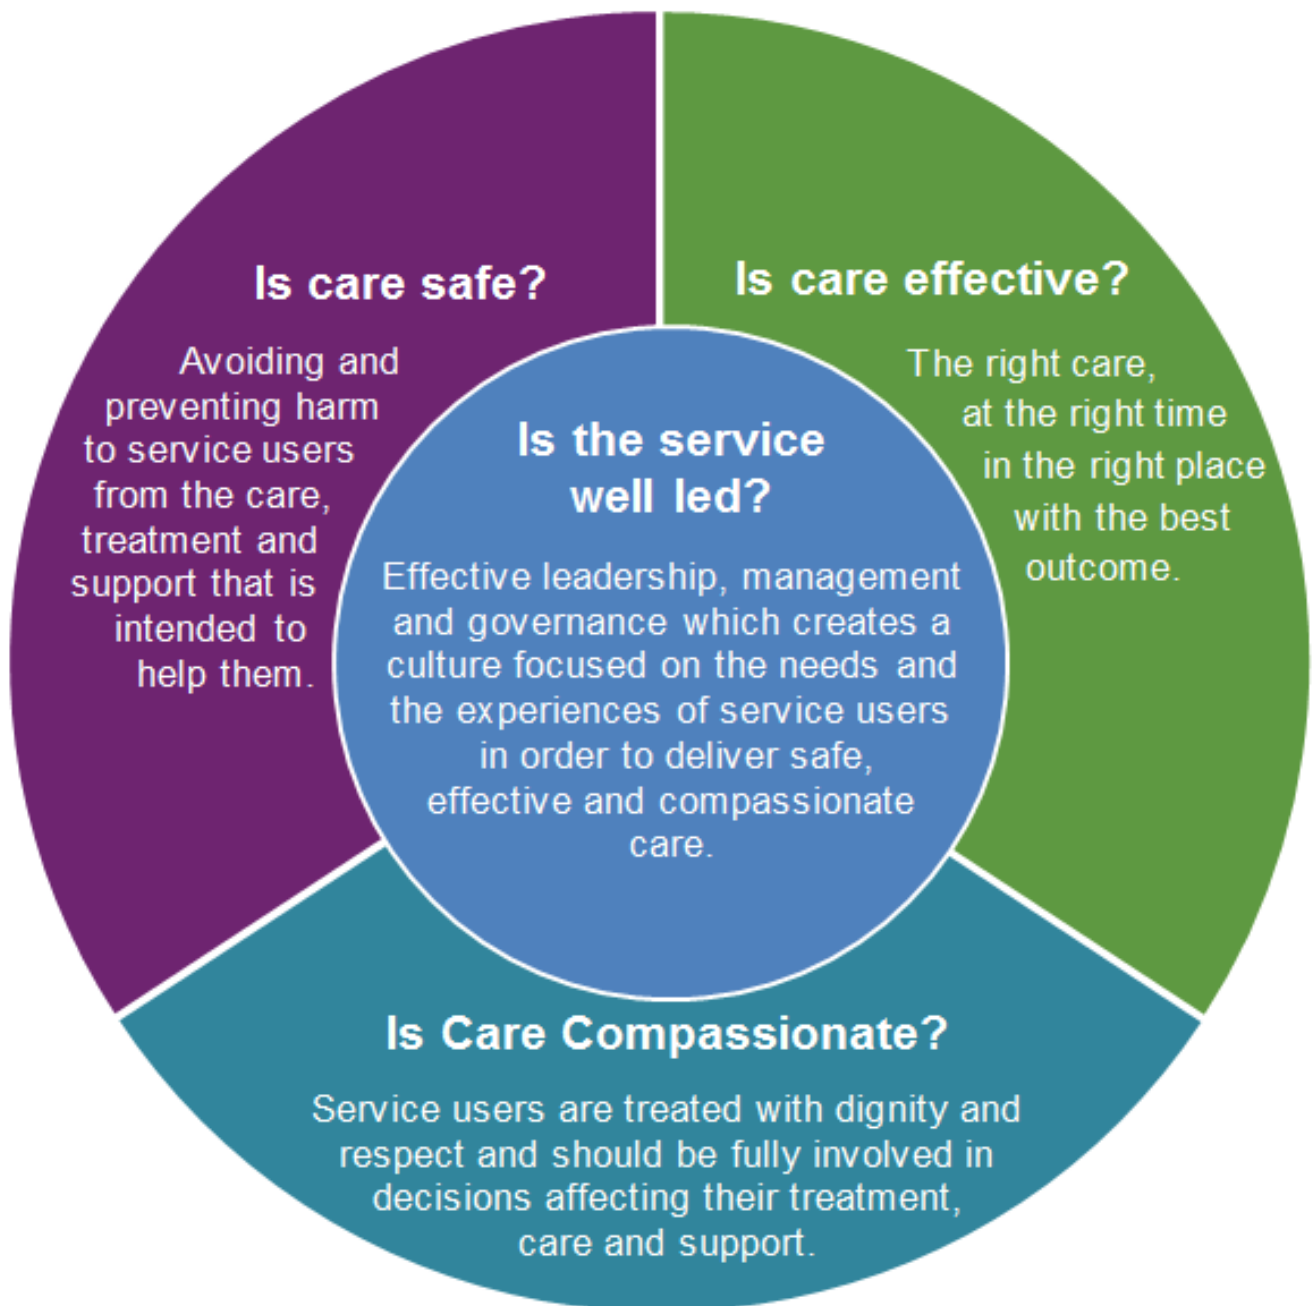 Is care safe?
Avoiding and
preventing harm
to service users
from the care,
treatment and
support that is
intended to
help them.
Is care effective?
The right care,
at the right time
in the right place
with the best
outcome.
Is the service
well led?
Effective leadership, management
and governance which creates a
culture focused on the needs and
the experiences of service users
in order to deliver safe,
effective and compassionate
care.
Is Care Compassionate?
Service users are treated with dignity and
respect and should be fully involved in
decisions affecting their treatment,
care and support.